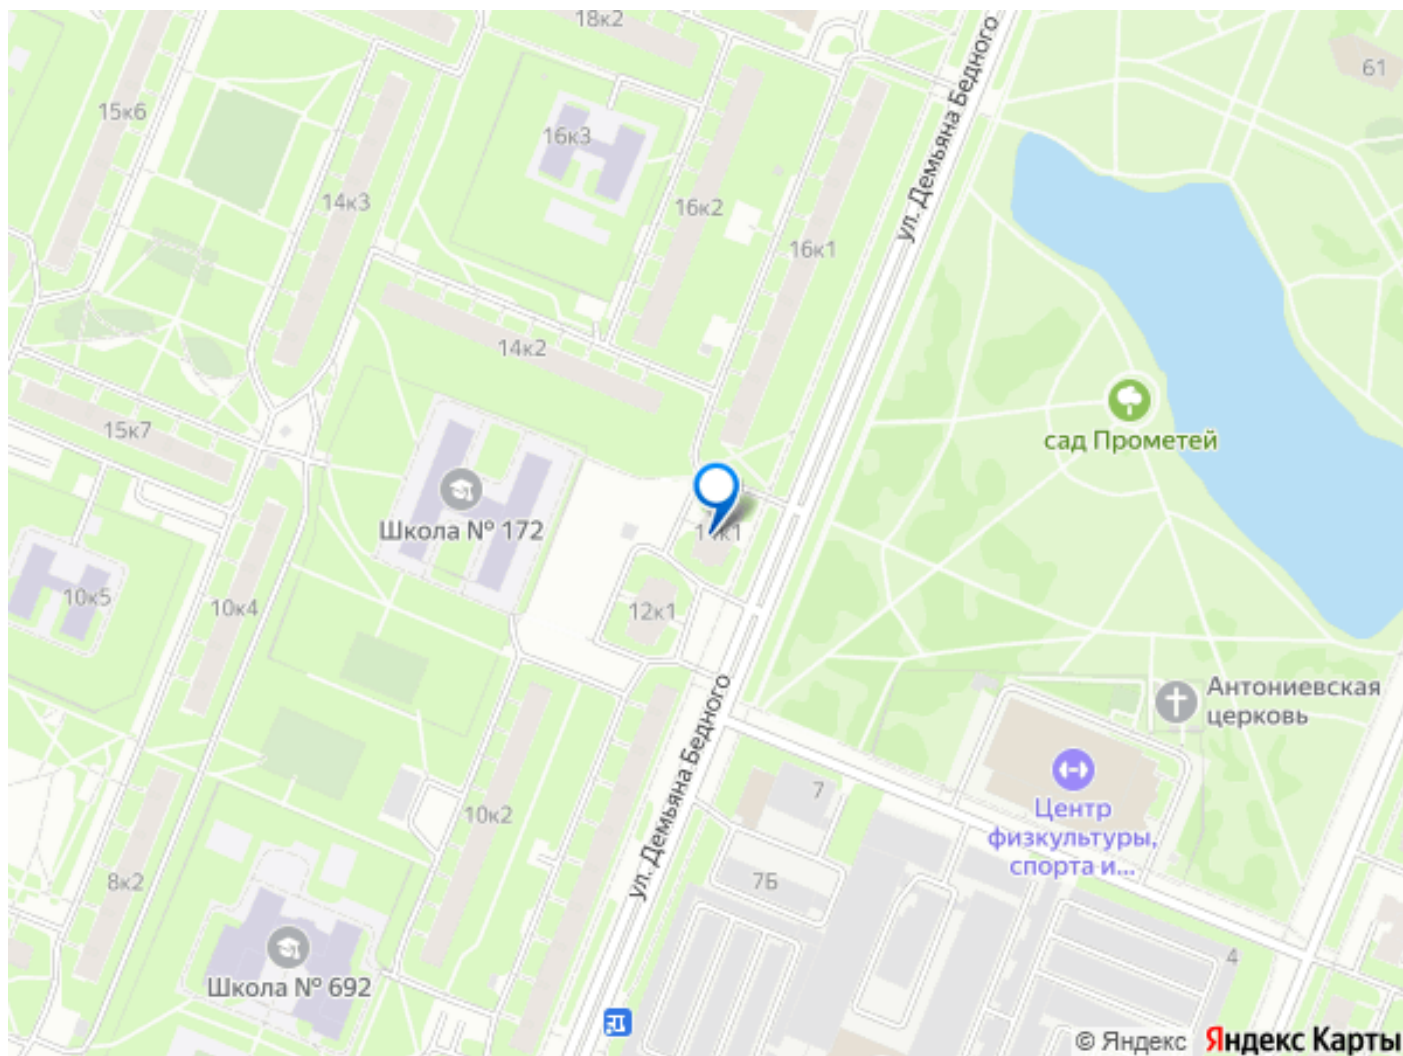 18к2
ул. Демьяна Бедного
61
15к6
16к3
14к3
16к2
16к1
14к2
сад Прометей
15к7
Школа № 172
14к1
10к5
10к4
12к1
Антониевская
церковь
ул. Демьяна Бедного
7
10к2
Центр
физкультуры,
спорта и...
8к2
7Б
4
Школа № 692
© Яндекс Яндекс Карты